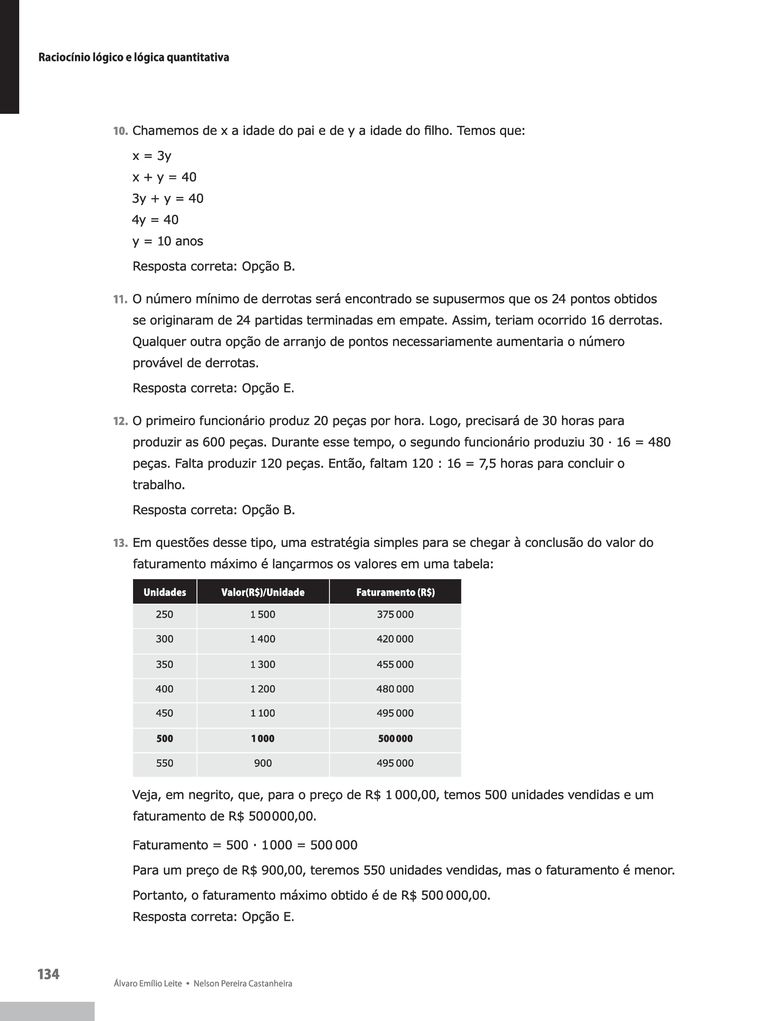 Raciocínio lógico e lógica quantitativa
10. Chamemos de x a idade do pai e de y a idade do filho. Temos que:
x = 3y
x + y = 40
3y + y = 40
4y = 40
y = 10 anos
Resposta correta: Opção B.
11. O número mínimo de derrotas será encontrado se supusermos que os 24 pontos obtidos
se originaram de 24 partidas terminadas em empate. Assim, teriam ocorrido 16 derrotas.
Qualquer outra opção de arranjo de pontos necessariamente aumentaria o número
provável de derrotas.
Resposta correta: Opção E.
12. O primeiro funcionário produz 20 peças por hora. Logo, precisará de 30 horas para
produzir as 600 peças. Durante esse tempo, o segundo funcionário produziu 30 · 16 = 480
peças. Falta produzir 120 peças. Então, faltam 120 : 16 = 7,5 horas para concluir o
trabalho.
Resposta correta: Opção B.
13. Em questões desse tipo, uma estratégia simples para se chegar à conclusão do valor do
faturamento máximo é lançarmos os valores em uma tabela:
Unidades Valor(R$)/Unidade Faturamento (R$)
250 1 500 375 000
300 1 400 420 000
350 1 300 455 000
400 1 200 480 000
450 1 100 495 000
500 1 000 500 000
550 900 495 000
Veja, em negrito, que, para o preço de R$ 1 000,00, temos 500 unidades vendidas e um
faturamento de R$ 500 000,00.
Faturamento = 500 · 1000 = 500 000
Para um preço de R$ 900,00, teremos 550 unidades vendidas, mas o faturamento é menor.
Portanto, o faturamento máximo obtido é de R$ 500 000,00.
Resposta correta: Opção E.
134
Álvaro Emílio Leite • Nelson Pereira Castanheira